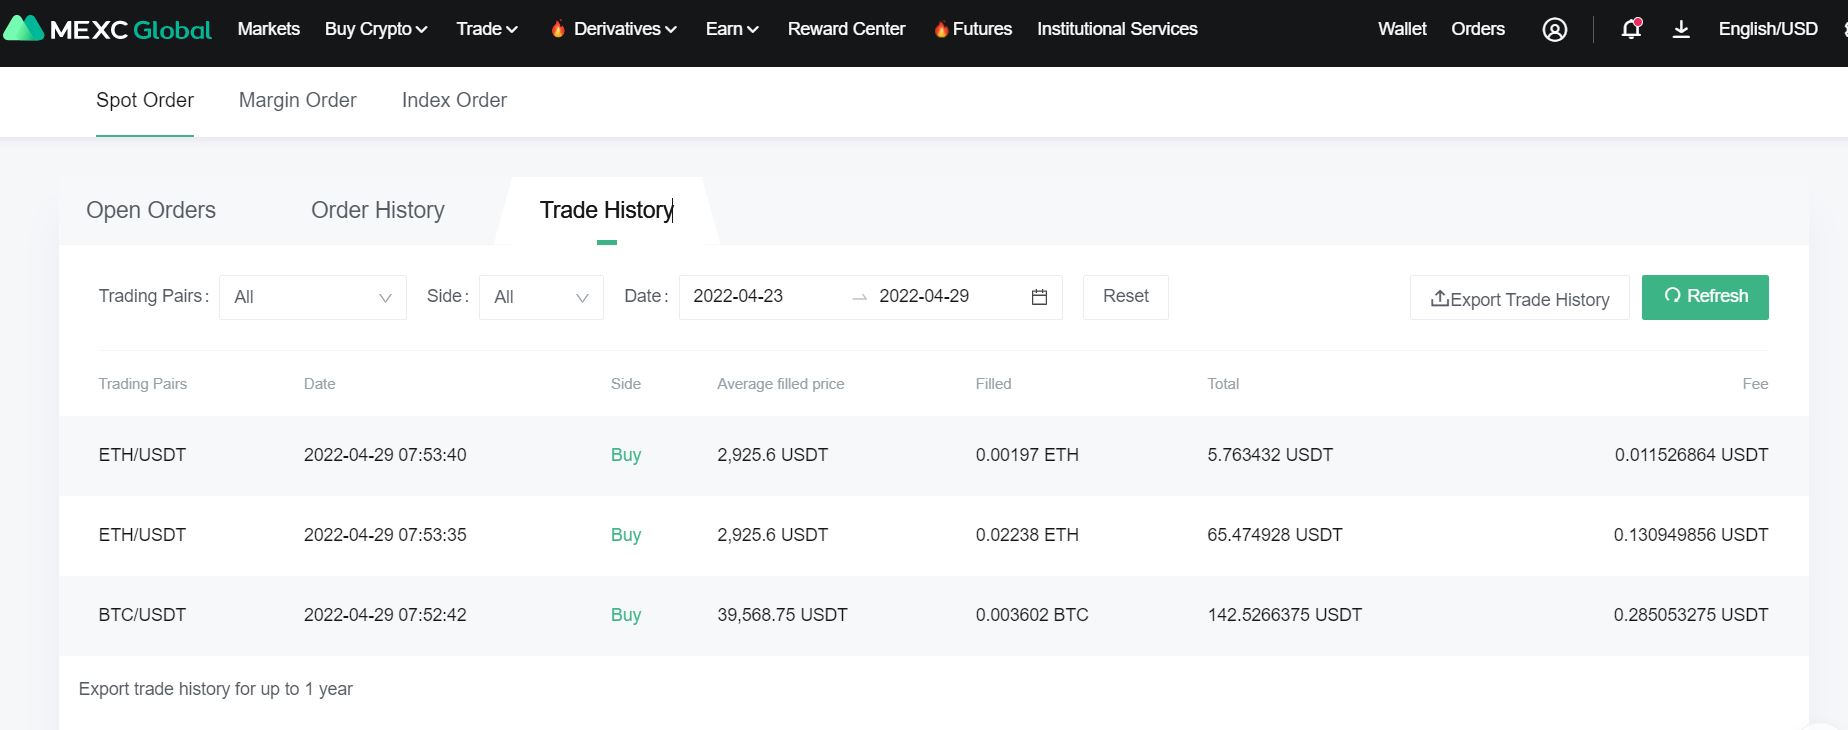 MEXC Global Markets Buy Crypto Trade Derivatives Earn Reward Center Futures Institutional Services Wallet Orders English/USD
Spot Order Margin Order Index Order
Open Orders Order History Trade History
Trading Pairs: All Side: All Date: 2022-04-23 → 2022-04-29 Reset Export Trade History Refresh
Trading Pairs Date Side Average filled price Filled Total Fee
ETH/USDT 2022-04-29 07:53:40 Buy 2,925.6 USDT 0.00197 ETH 5.763432 USDT 0.011526864 USDT
ETH/USDT 2022-04-29 07:53:35 Buy 2,925.6 USDT 0.02238 ETH 65.474928 USDT 0.130949856 USDT
BTC/USDT 2022-04-29 07:52:42 Buy 39,568.75 USDT 0.003602 BTC 142.5266375 USDT 0.285053275 USDT
Export trade history for up to 1 year